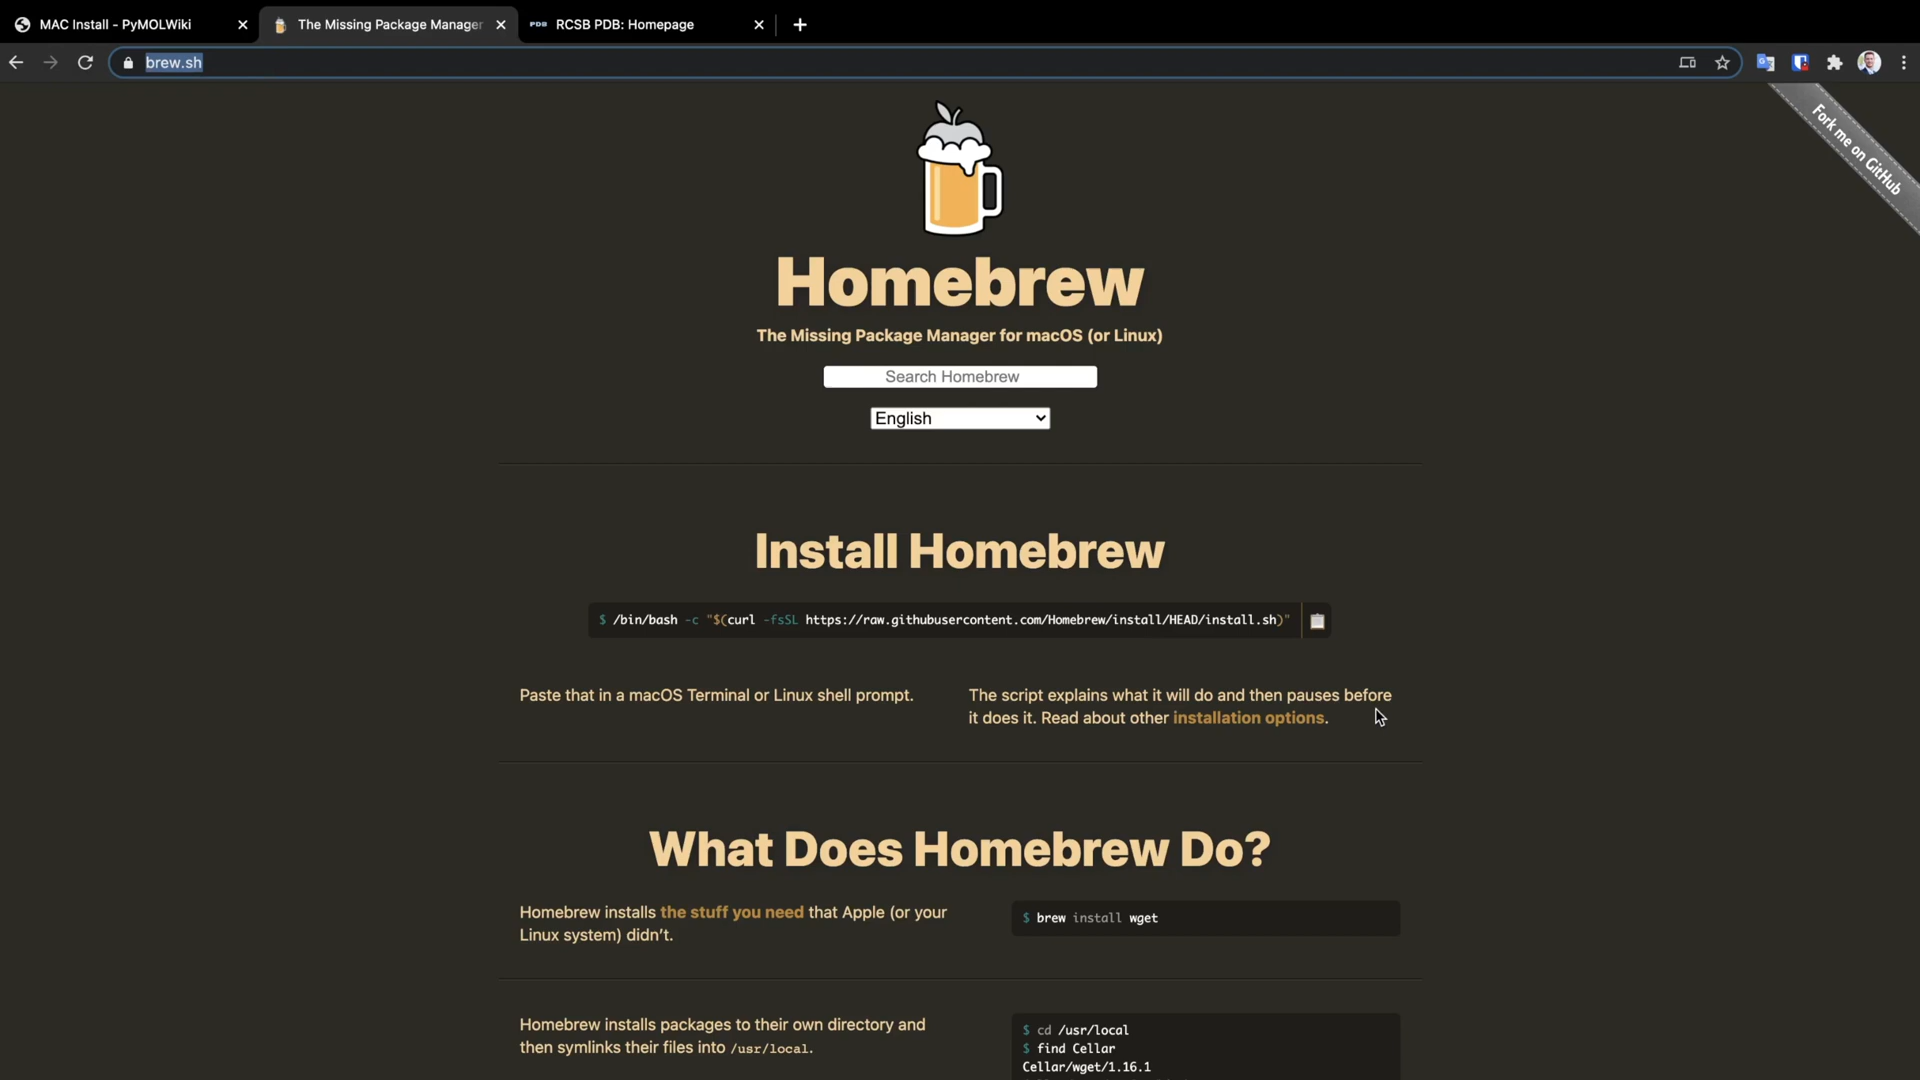 MAC Install - PyMOLWiki
The Missing Package Manager
PDB RCSB PDB: Homepage
brew.sh
Fork me on GitHub
Homebrew
The Missing Package Manager for macOS (or Linux)
Search Homebrew
English
Install Homebrew
$ /bin/bash -c "$(curl -fsSL https://raw.githubusercontent.com/Homebrew/install/HEAD/install.sh)"
Paste that in a macOS Terminal or Linux shell prompt.
The script explains what it will do and then pauses before
it does it. Read about other installation options.
What Does Homebrew Do?
Homebrew installs the stuff you need that Apple (or your
Linux system) didn’t.
$ brew install wget
Homebrew installs packages to their own directory and
then symlinks their files into /usr/local.
$ cd /usr/local
$ find Cellar
Cellar/wget/1.16.1